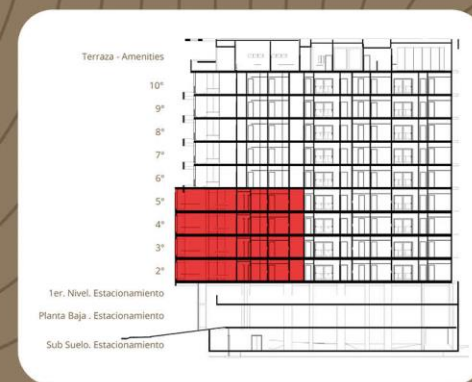 Terraza - Amenities
10°
9°
8°
7°
6°
5°
4°
3°
2°
1er. Nivel. Estacionamiento
Planta Baja . Estacionamiento
Sub Suelo. Estacionamiento